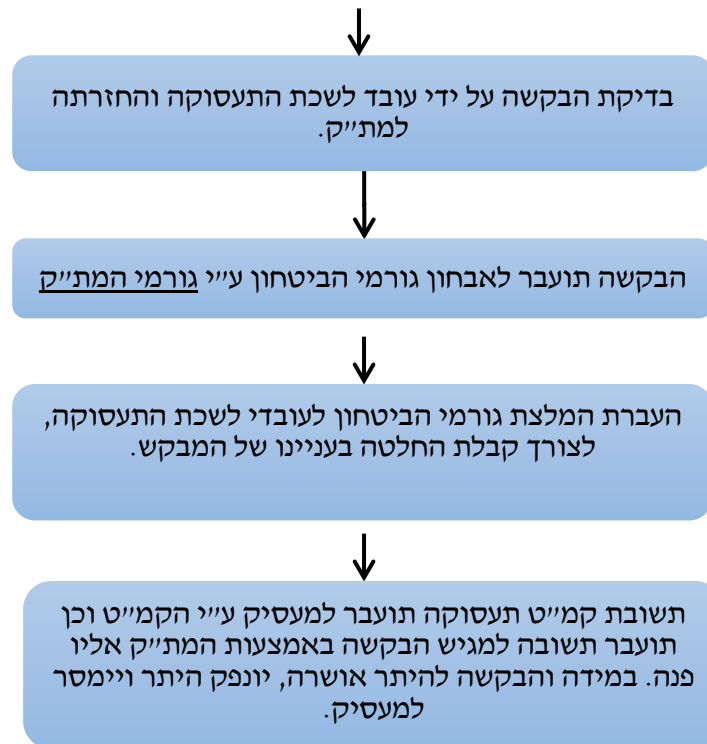 בדיקת הבקשה על ידי עובד לשכת התעסוקה והחזרתה
למת״ק.
הבקשה תועבר לאבחון גורמי הביטחון ע״י גורמי המת״ק
העברת המלצת גורמי הביטחון לעובדי לשכת התעסוקה,
לצורך קבלת החלטה בעניינו של המבקש.
תשובת קמ״ט תעסוקה תועבר למעסיק ע״י הקמ״ט וכן
תועבר תשובה למגיש הבקשה באמצעות המת״ק אליו
פנה. במידה והבקשה להיתר אושרה, יונפק היתר ויימסר
למעסיק.